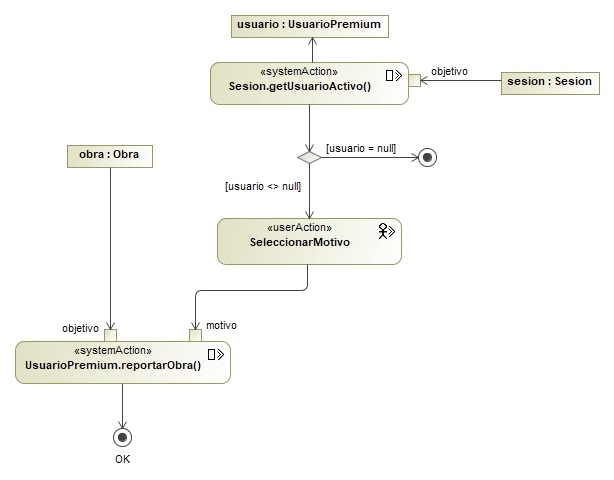 usuario : UsuarioPremium
«systemAction»
Sesion.getUsuarioActivo()
objetivo
sesion : Sesion
obra : Obra
[usuario = null]
[usuario <> null]
«userAction»
SeleccionarMotivo
objetivo
motivo
«systemAction»
UsuarioPremium.reportarObra()
OK